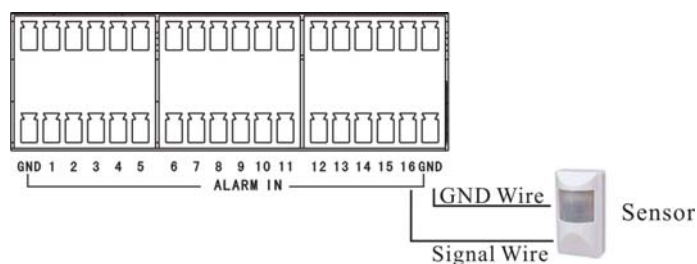 GND 1 2 3 4 5 6 7 8 9 10 11 12 13 14 15 16 GND
ALARM IN
GND Wire
Sensor
Signal Wire